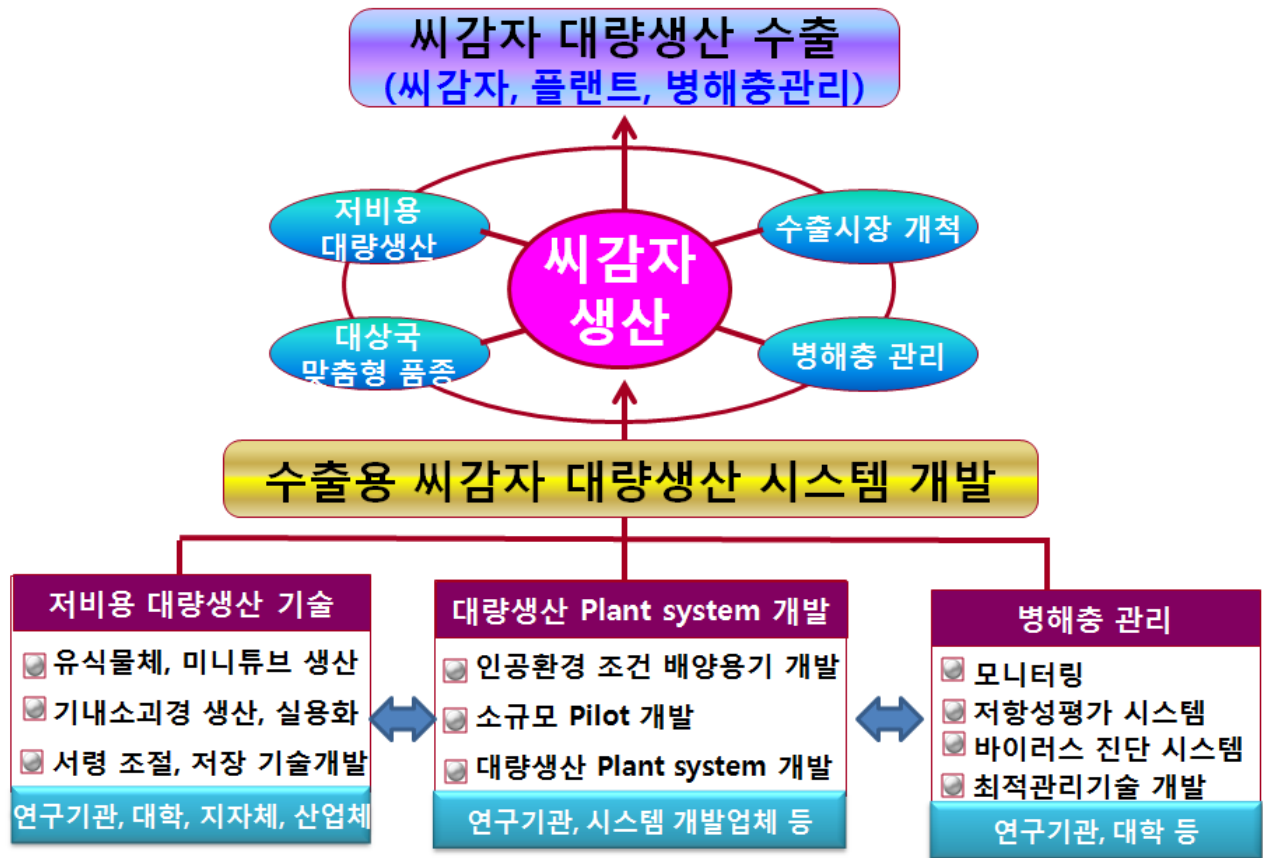 씨감자 대량생산 수출
(씨감자, 플랜트, 병해충관리)
저비용
대량생산
수출시장 개척
씨감자
생산
대상국
맞춤형 품종
병해충 관리
수출용 씨감자 대량생산 시스템 개발
저비용 대량생산 기술
유식물체, 미니튜브 생산
기내소괴경 생산, 실용화
서령 조절, 저장 기술개발
연구기관, 대학, 지자체, 산업체
대량생산 Plant system 개발
인공환경 조건 배양용기 개발
소규모 Pilot 개발
대량생산 Plant system 개발
연구기관, 시스템 개발업체 등
병해충 관리
모니터링
저항성평가 시스템
바이러스 진단 시스템
최적관리기술 개발
연구기관, 대학 등